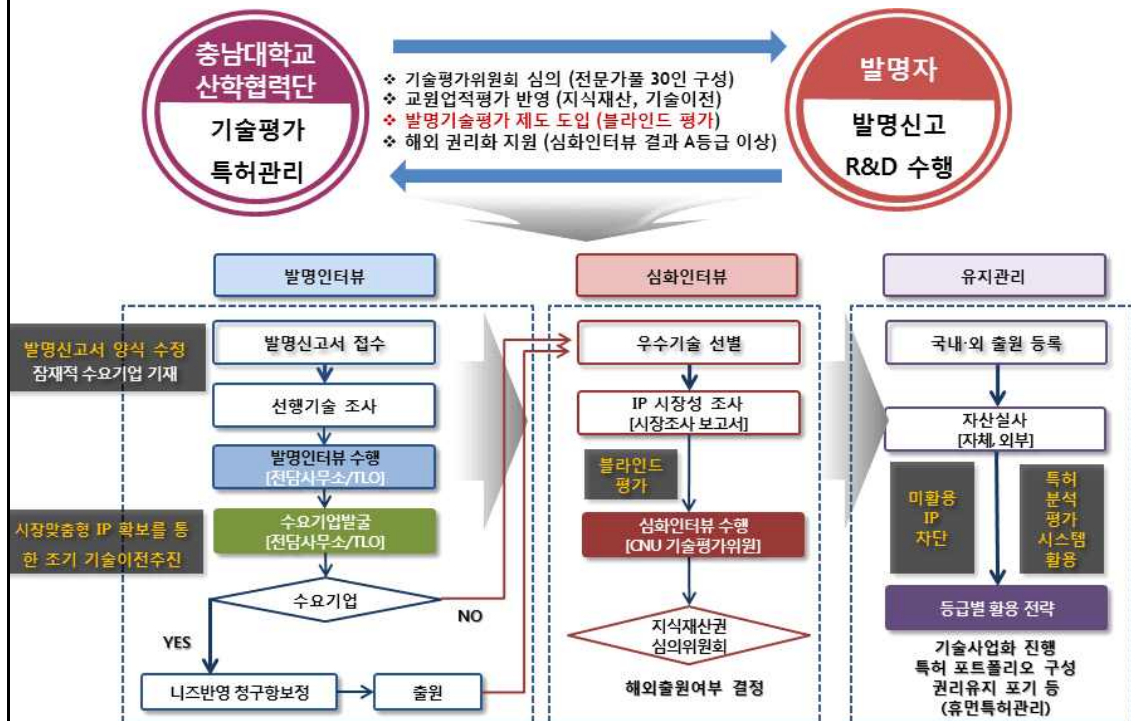 충남대학교
산학협력단
기술평가
특허관리
❖ 기술평가위원회 심의 (전문가풀 30인 구성)
❖ 교원업적평가 반영 (지식재산, 기술이전)
❖ 발명기술평가 제도 도입 (블라인드 평가)
❖ 해외 권리화 지원 (심화인터뷰 결과 A등급 이상)
발명자
발명신고
R&D 수행
발명인터뷰
발명신고서 양식 수정
잠재적 수요기업 기재
발명신고서 접수
선행기술 조사
발명인터뷰 수행
[전담사무소/TLO]
시장맞춤형 IP 확보를 통
한 조기 기술이전추진
수요기업발굴
[전담사무소/TLO]
수요기업
NO
YES
니즈반영 청구항보정
출원
심화인터뷰
우수기술 선별
IP 시장성 조사
[시장조사 보고서]
블라인드
평가
심화인터뷰 수행
[CNU 기술평가위원]
지식재산권
심의위원회
해외출원여부 결정
유지관리
국내·외 출원 등록
자산실사
[자체, 외부]
미활용
IP
차단
특허
분석
평가
시스템
활용
등급별 활용 전략
기술사업화 진행
특허 포트폴리오 구성
권리유지 포기 등
(휴면특허관리)